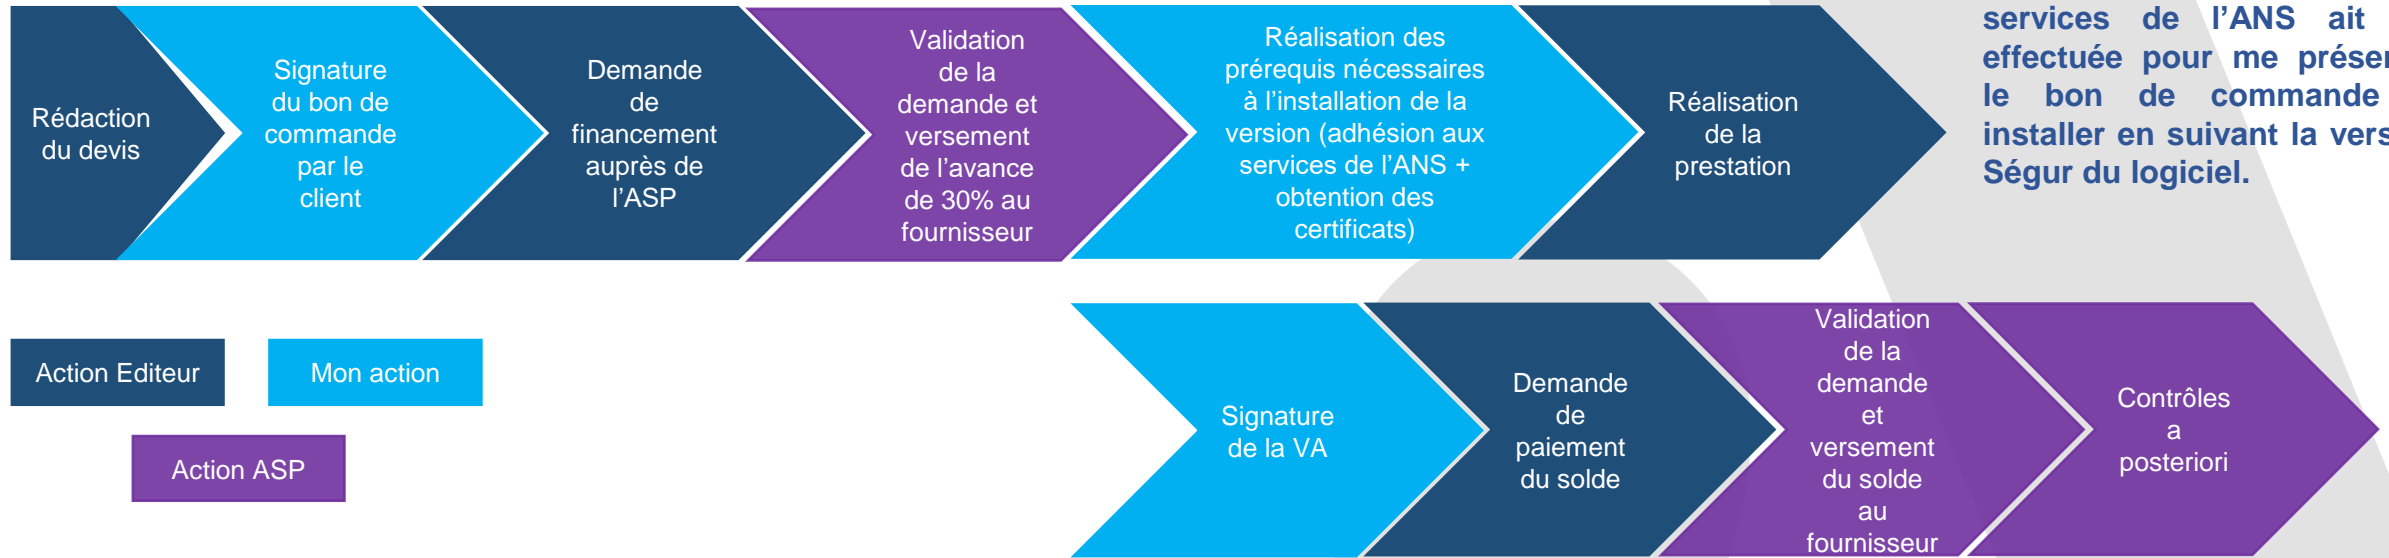 Rédaction
du devis
Signature
du bon de
commande
par le
client
Demande
de
financement
auprès de
l'ASP
Validation
de la
demande et
versement
de l'avance
de 30% au
fournisseur
Réalisation des
prérequis nécessaires
à l'installation de la
version (adhésion aux
services de l'ANS +
obtention des
certificats)
Réalisation
de la
prestation
services de l'ANS ait
effectuée pour me
le bon de commande
installer en suivant la
Ségur du logiciel.
Action Editeur
Mon action
Action ASP
Signature
de la VA
Demande
de
paiement
du solde
Validation
de la
demande
et
versement
du solde
au
fournisseur
Contrôles
a
posteriori